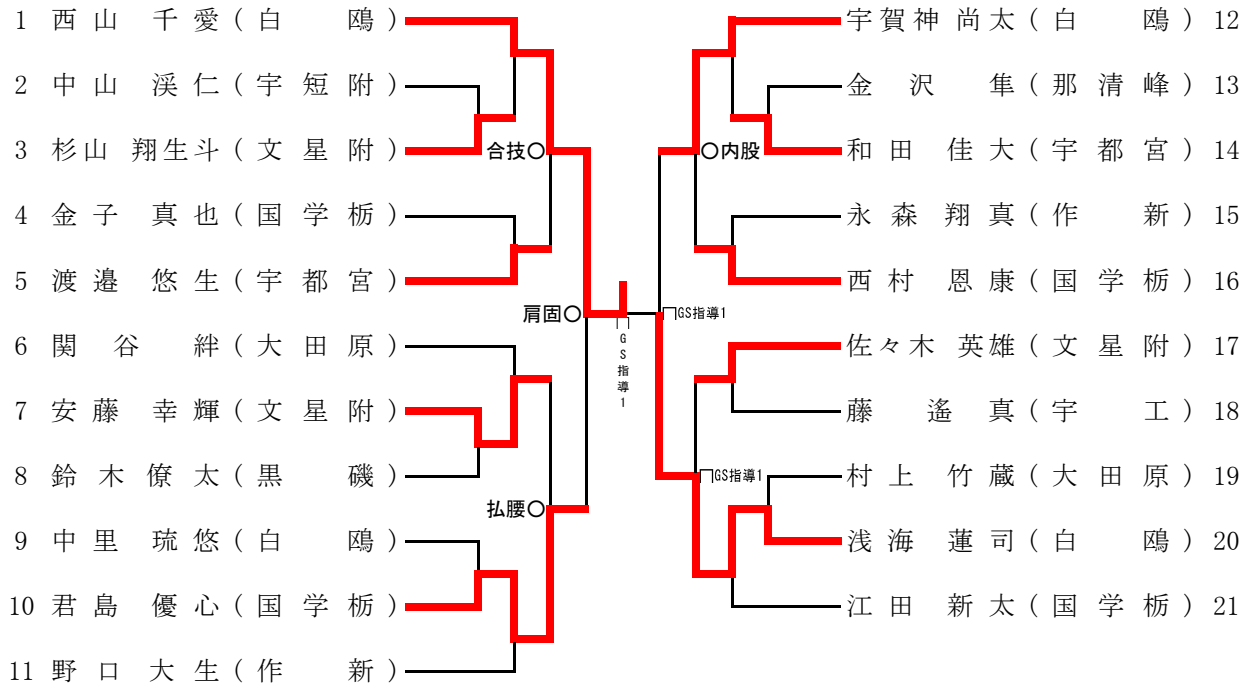 1 西山 千愛(白 鴎)
2 中山 渓仁(宇短附)
3 杉山 翔生斗(文星附)
合技○
4 金子 真也(国学栃)
5 渡邉 悠生(宇都宮)
肩固○
6 関谷 絆(大田原)
7 安藤 幸輝(文星附)
8 鈴木僚太(黒 磯)
払腰○
9 中里 琉悠(白 鴎)
10 君島 優心(国学栃)
11 野口 大生(作 新)
GS指導1
宇賀神尚太(白 鴎) 12
金沢 隼(那清峰) 13
○内股
和田 佳大(宇都宮) 14
永森翔真(作 新) 15
西村 恩康(国学栃) 16
GS指導1
佐々木 英雄(文星附) 17
藤 遙真(宇 工) 18
GS指導1
村上 竹蔵(大田原) 19
浅海 蓮司(白 鴎) 20
江田 新太(国学栃) 21